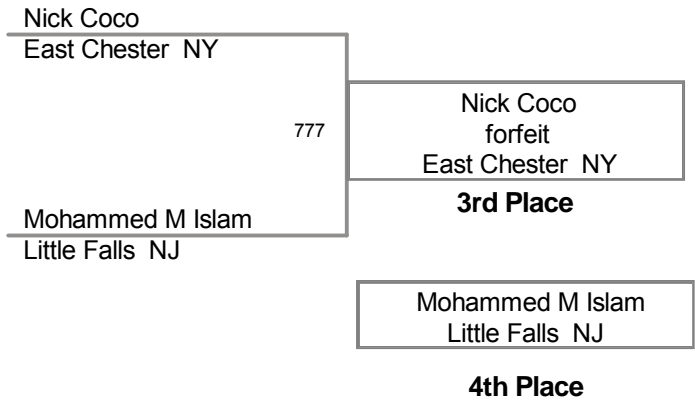 Nick Coco
East Chester NY
777
Nick Coco
forfeit
East Chester NY
3rd Place
Mohammed M Islam
Little Falls NJ
Mohammed M Islam
Little Falls NJ
4th Place